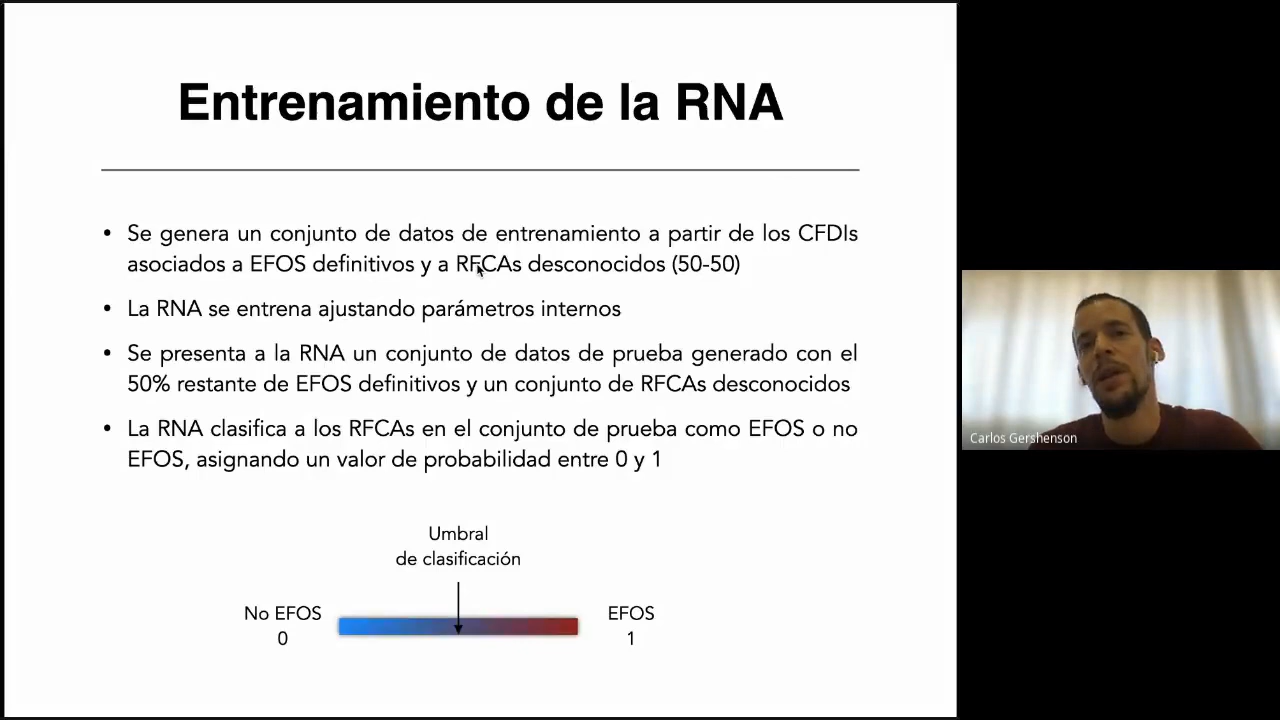 Entrenamiento de la RNA
• Se genera un conjunto de datos de entrenamiento a partir de los CFDIs
asociados a EFOS definitivos y a RFCAs desconocidos (50-50)
• La RNA se entrena ajustando parámetros internos
• Se presenta a la RNA un conjunto de datos de prueba generado con el
50% restante de EFOS definitivos y un conjunto de RFCAs desconocidos
• La RNA clasifica a los RFCAs en el conjunto de prueba como EFOS o no
EFOS, asignando un valor de probabilidad entre 0 y 1
Umbral
de clasificación
No EFOS
0
EFOS
1
Carlos Gershenson